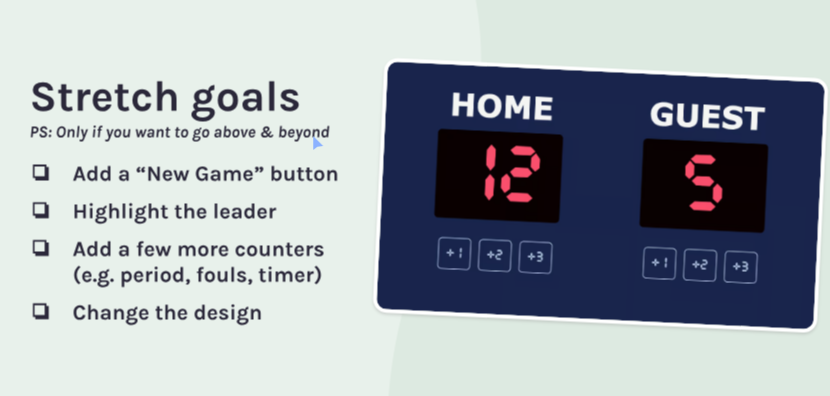 Stretch goals
PS: Only if you want to go above & beyond
Add a “New Game” button
Highlight the leader
Add a few more counters
(e.g. period, fouls, timer)
Change the design
HOME
GUEST
12
5
+1 +2 +3
+1 +2 +3